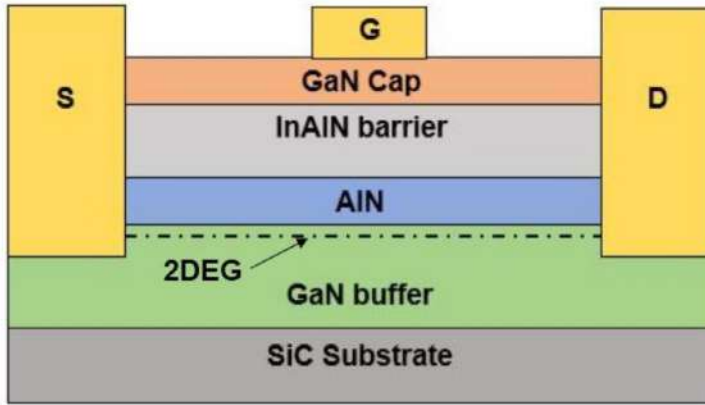 G
GaN Cap
S
D
InAlN barrier
AlN
2DEG
GaN buffer
SiC Substrate